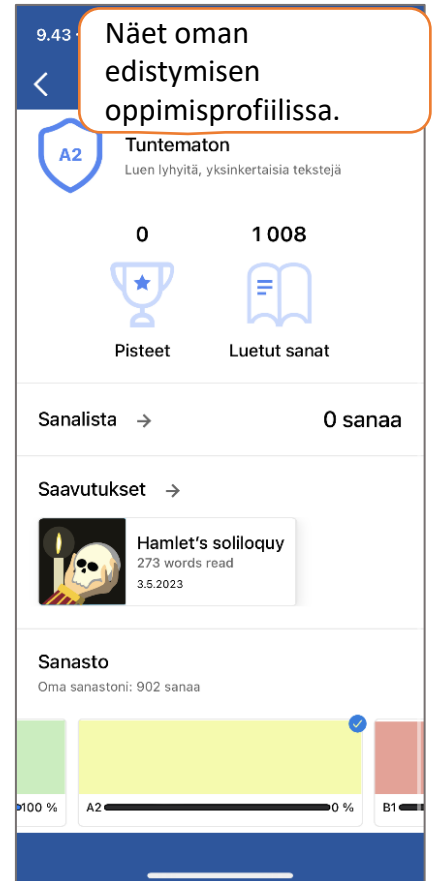 9.43
Näet oman
edistymisen
oppimisprofiilissa.
A2
Tuntematon
Luen lyhyitä, yksinkertaisia tekstejä
0
1 008
Pisteet
Luetut sanat
Sanalista → 0 sanaa
Saavutukset →
Hamlet's soliloquy
273 words read
3.5.2023
Sanasto
Oma sanastoni: 902 sanaa
100 % A2 0 % B1